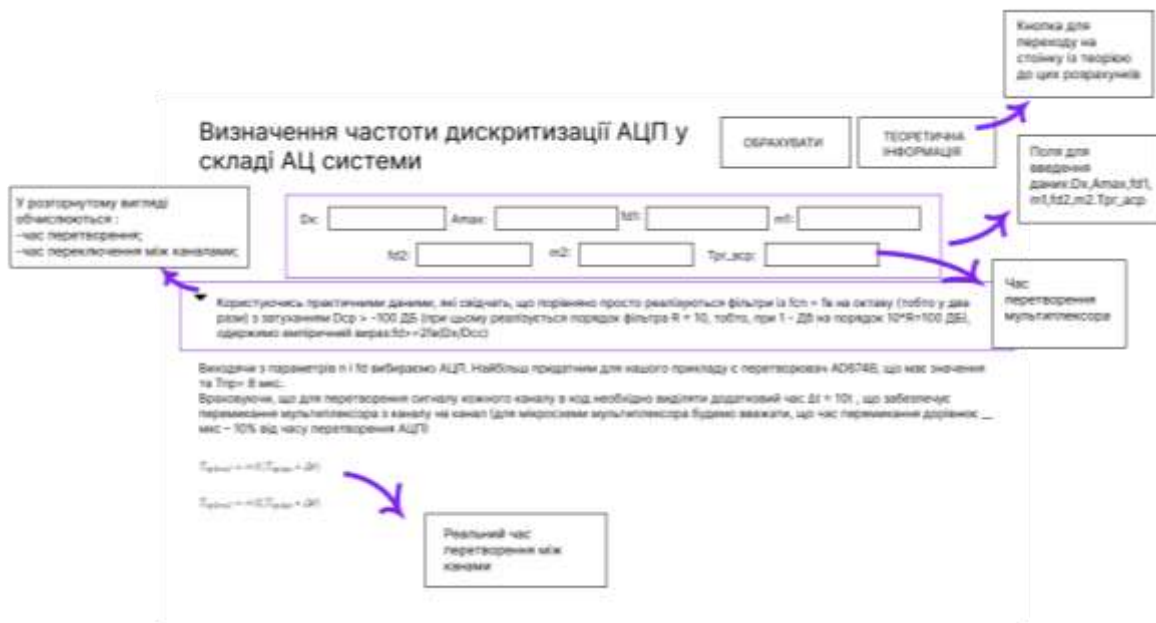 Кнопка для
переходу на
стоінку із теорією
до цих розрахунків
Визначення частоти дискритизації АЦП у
складі АЦ системи
ОБРАХУВАТИ
ТЕОРЕТИЧНА
ІНФОРМАЦІЯ
Поля для
введення
даних:Dx,Amax,fd1,
m1,fd2,m2.Tpr_acp
У розгорнутому вигляді
обчислюються :
-час перетворення;
-час переключення між каналами;
Dx:
Amax:
fd1:
m1:
fd2:
m2:
Tpr_acp:
Час
перетворення
мультиплексора
Користуючись практичними даними, які свідчать, що порівняно просто реалізуються фільтри із fcп = fв на октаву (тобто у два
рази) з затуханням Dср > -100 ДБ (при цьому реалізується порядок фільтра R = 10, тобто, при 1 - ДБ на порядок 10*R=100 ДБ),
одержимо емпіричний вираз:fd>=2fв(Dx/Dcc)
Виходячи з параметрів n і fd вибираємо АЦП. Найбільш придатним для нашого прикладу є перетворювач AD574B, що має значення
та Тпр= 8 мкс.
Враховуючи, що для перетворення сигналу кожного каналу в код необхідно виділяти додатковий час Δt = 10t , що забезпечує
перемикання мультиплексора з каналу на канал (для мікросхеми мультиплексора будемо вважати, що час перемикання дорівнює __
мкс – 10% від часу перетворення АЦП)
Реальний час
перетворення між
канами